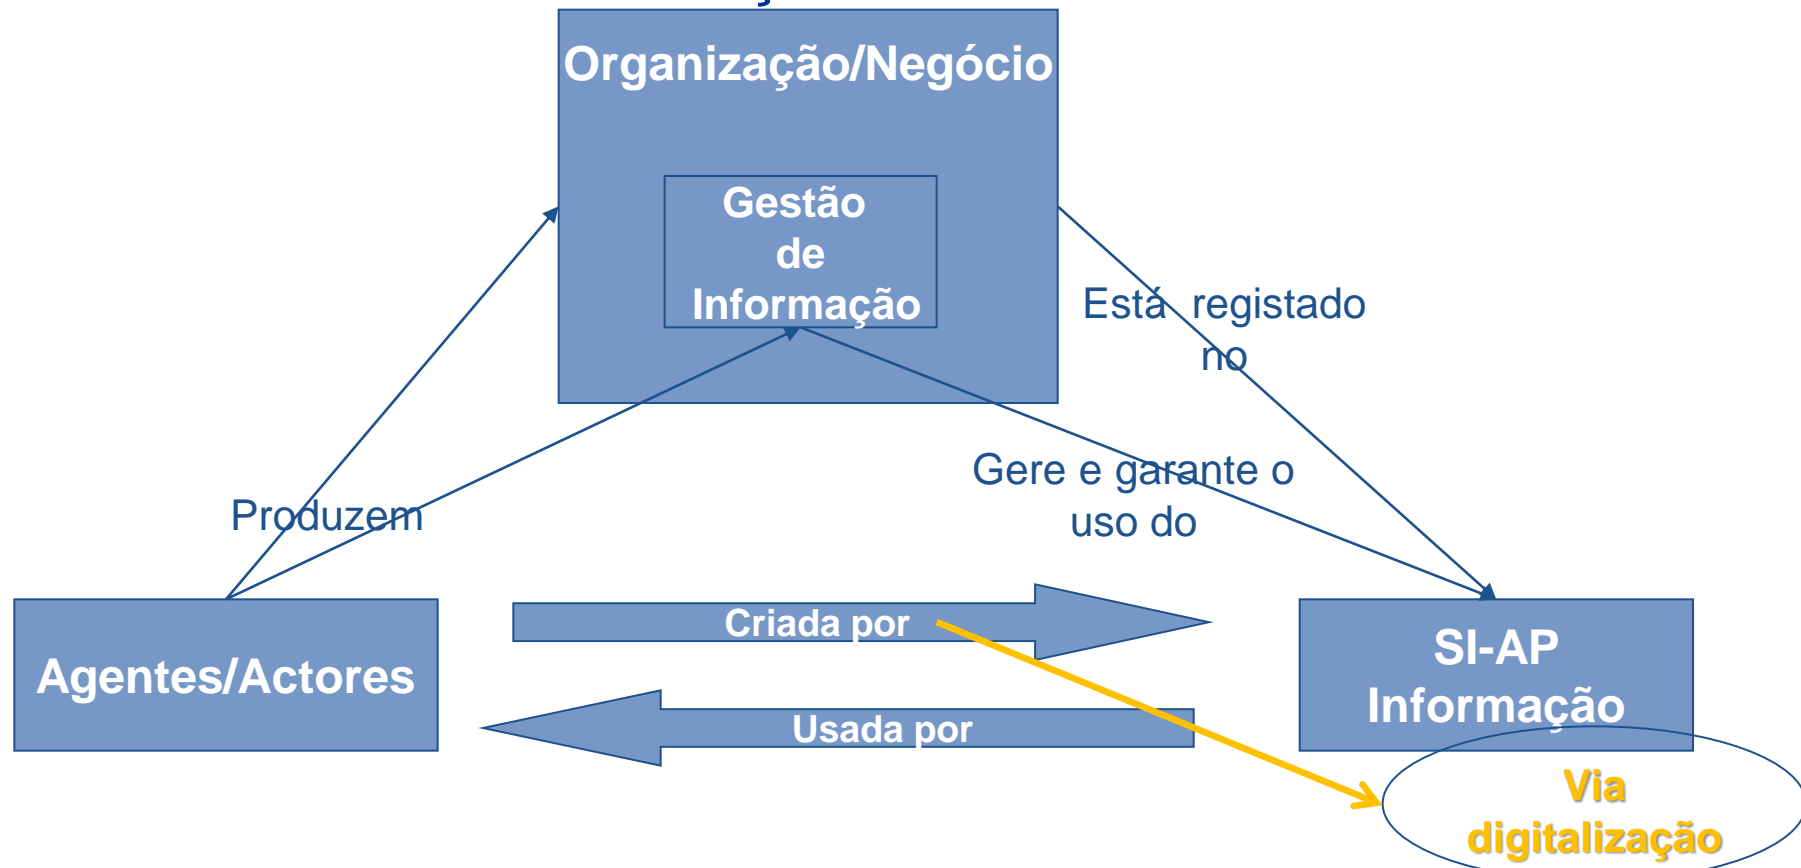 Organização/Negócio
Gestão
de
Informação
Está registado
no
Gere e garante o
uso do
Produzem
Criada por
Agentes/Actores
SI-AP
Informação
Usada por
Via
digitalização